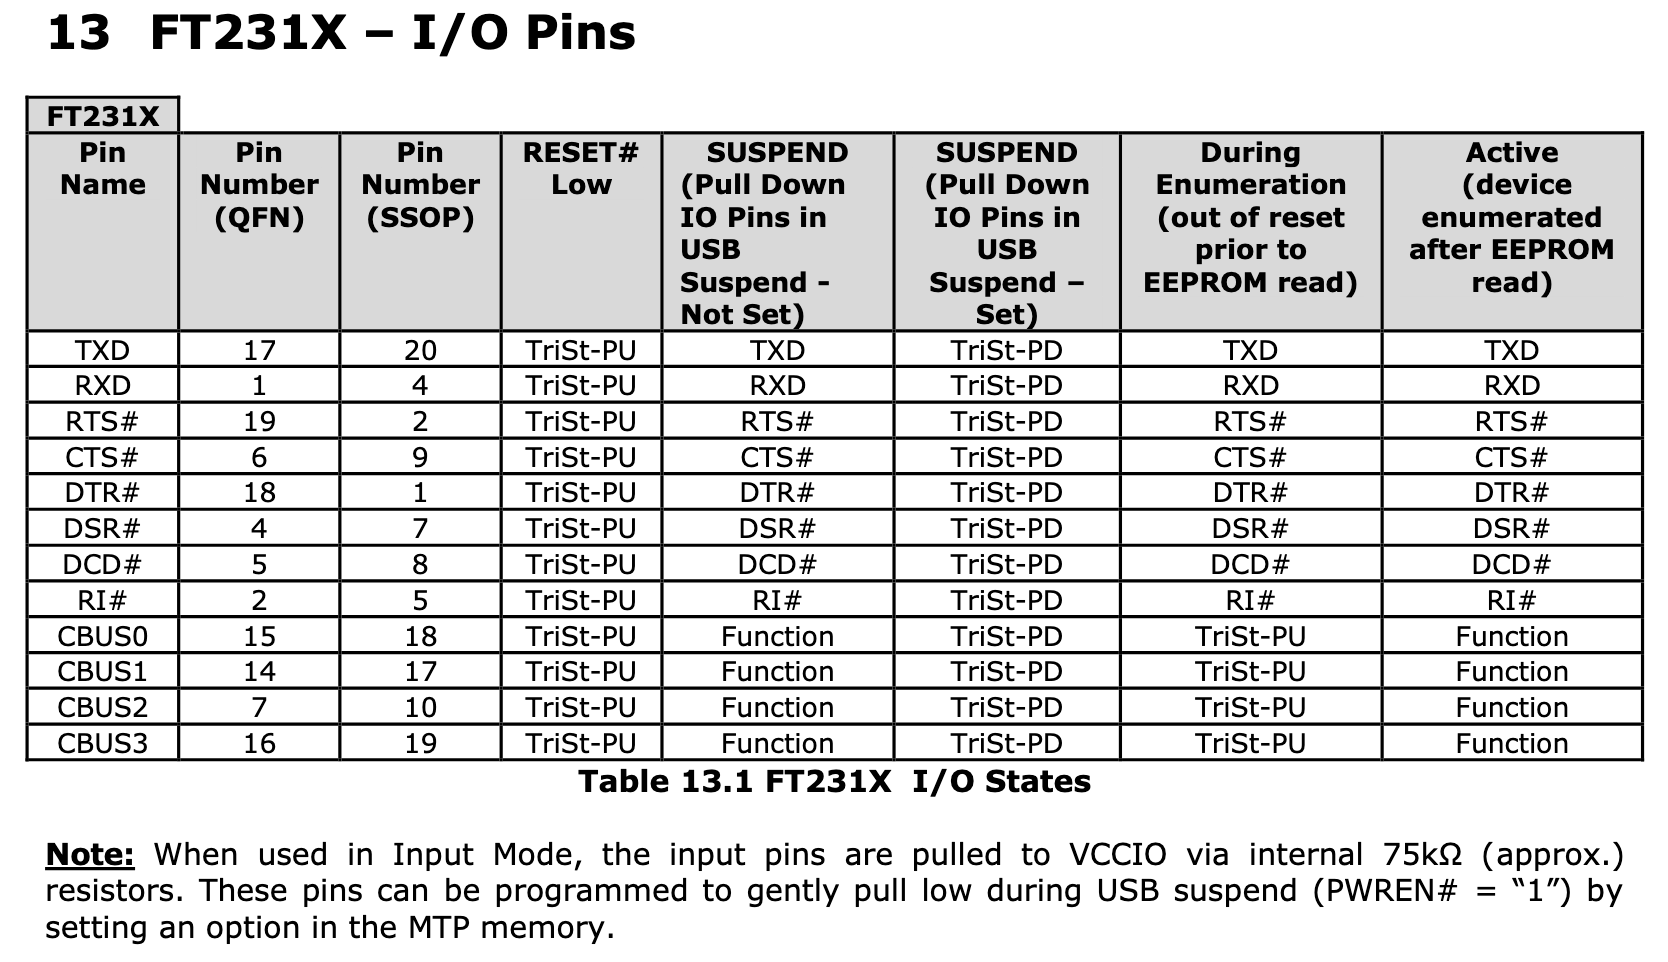 13 FT231X – I/O Pins
FT231X
Pin Name | Pin Number (QFN) | Pin Number (SSOP) | RESET# Low | SUSPEND (Pull Down IO Pins in USB Suspend - Not Set) | SUSPEND (Pull Down IO Pins in USB Suspend – Set) | During Enumeration (out of reset prior to EEPROM read) | Active (device enumerated after EEPROM read)
TXD 17 20 TriSt-PU TXD TriSt-PD TXD TXD
RXD 1 4 TriSt-PU RXD TriSt-PD RXD RXD
RTS# 19 2 TriSt-PU RTS# TriSt-PD RTS# RTS#
CTS# 6 9 TriSt-PU CTS# TriSt-PD CTS# CTS#
DTR# 18 1 TriSt-PU DTR# TriSt-PD DTR# DTR#
DSR# 4 7 TriSt-PU DSR# TriSt-PD DSR# DSR#
DCD# 5 8 TriSt-PU DCD# TriSt-PD DCD# DCD#
RI# 2 5 TriSt-PU RI# TriSt-PD RI# RI#
CBUS0 15 18 TriSt-PU Function TriSt-PD TriSt-PU Function
CBUS1 14 17 TriSt-PU Function TriSt-PD TriSt-PU Function
CBUS2 7 10 TriSt-PU Function TriSt-PD TriSt-PU Function
CBUS3 16 19 TriSt-PU Function TriSt-PD TriSt-PU Function
Table 13.1 FT231X I/O States
Note: When used in Input Mode, the input pins are pulled to VCCIO via internal 75kΩ (approx.)
resistors. These pins can be programmed to gently pull low during USB suspend (PWREN# = “1”) by
setting an option in the MTP memory.